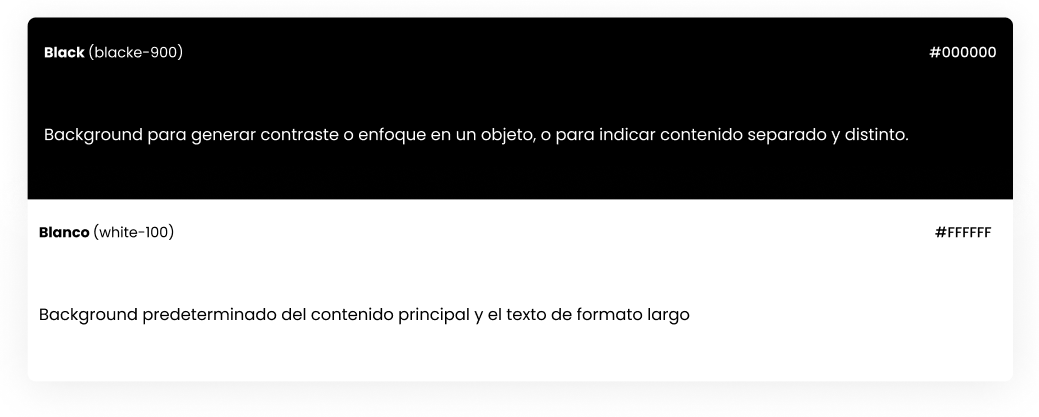 Black (blacke-900) #000000
Background para generar contraste o enfoque en un objeto, o para indicar contenido separado y distinto.
Blanco (white-100) #FFFFFF
Background predeterminado del contenido principal y el texto de formato largo